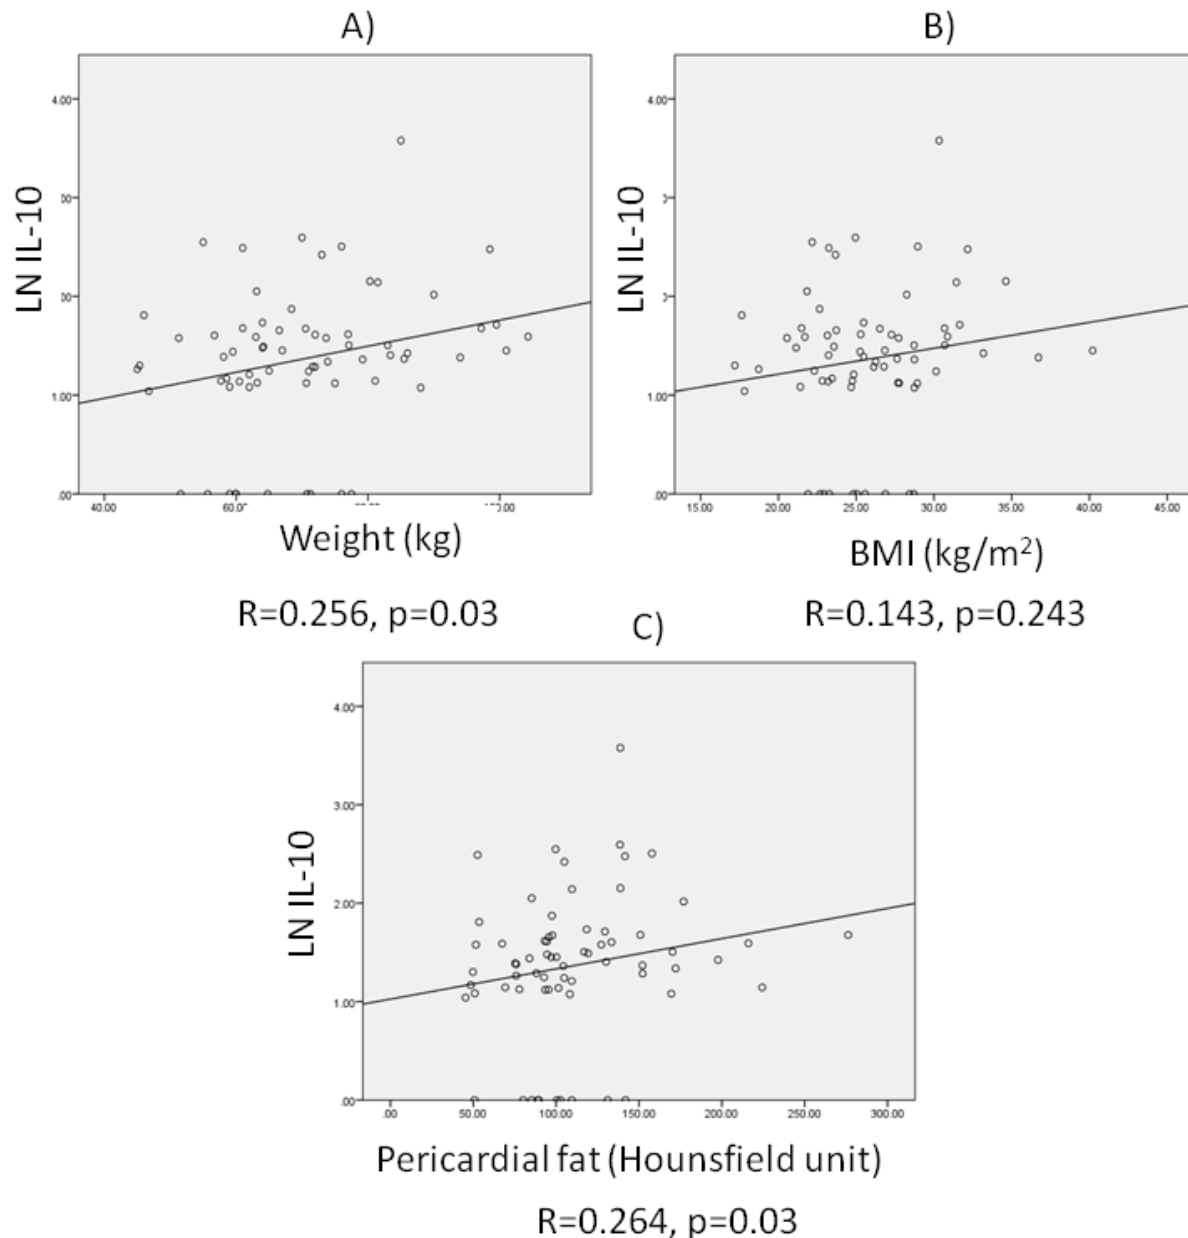 A)
B)
4.00
.00
.00
1.00
.00
LN IL-10
40.00
60.0
.00
Weight (kg)
R=0.256, p=0.03
4.00
1.00
.00
LN IL-10
15.00 20.00 25.00 30.00 35.00 40.00 45.00
BMI (kg/m²)
R=0.143, p=0.243
C)
4.00
3.00
2.00
1.00
.00
LN IL-10
.00 50.00 100.00 150.00 200.00 250.00 300.00
Pericardial fat (Hounsfield unit)
R=0.264, p=0.03